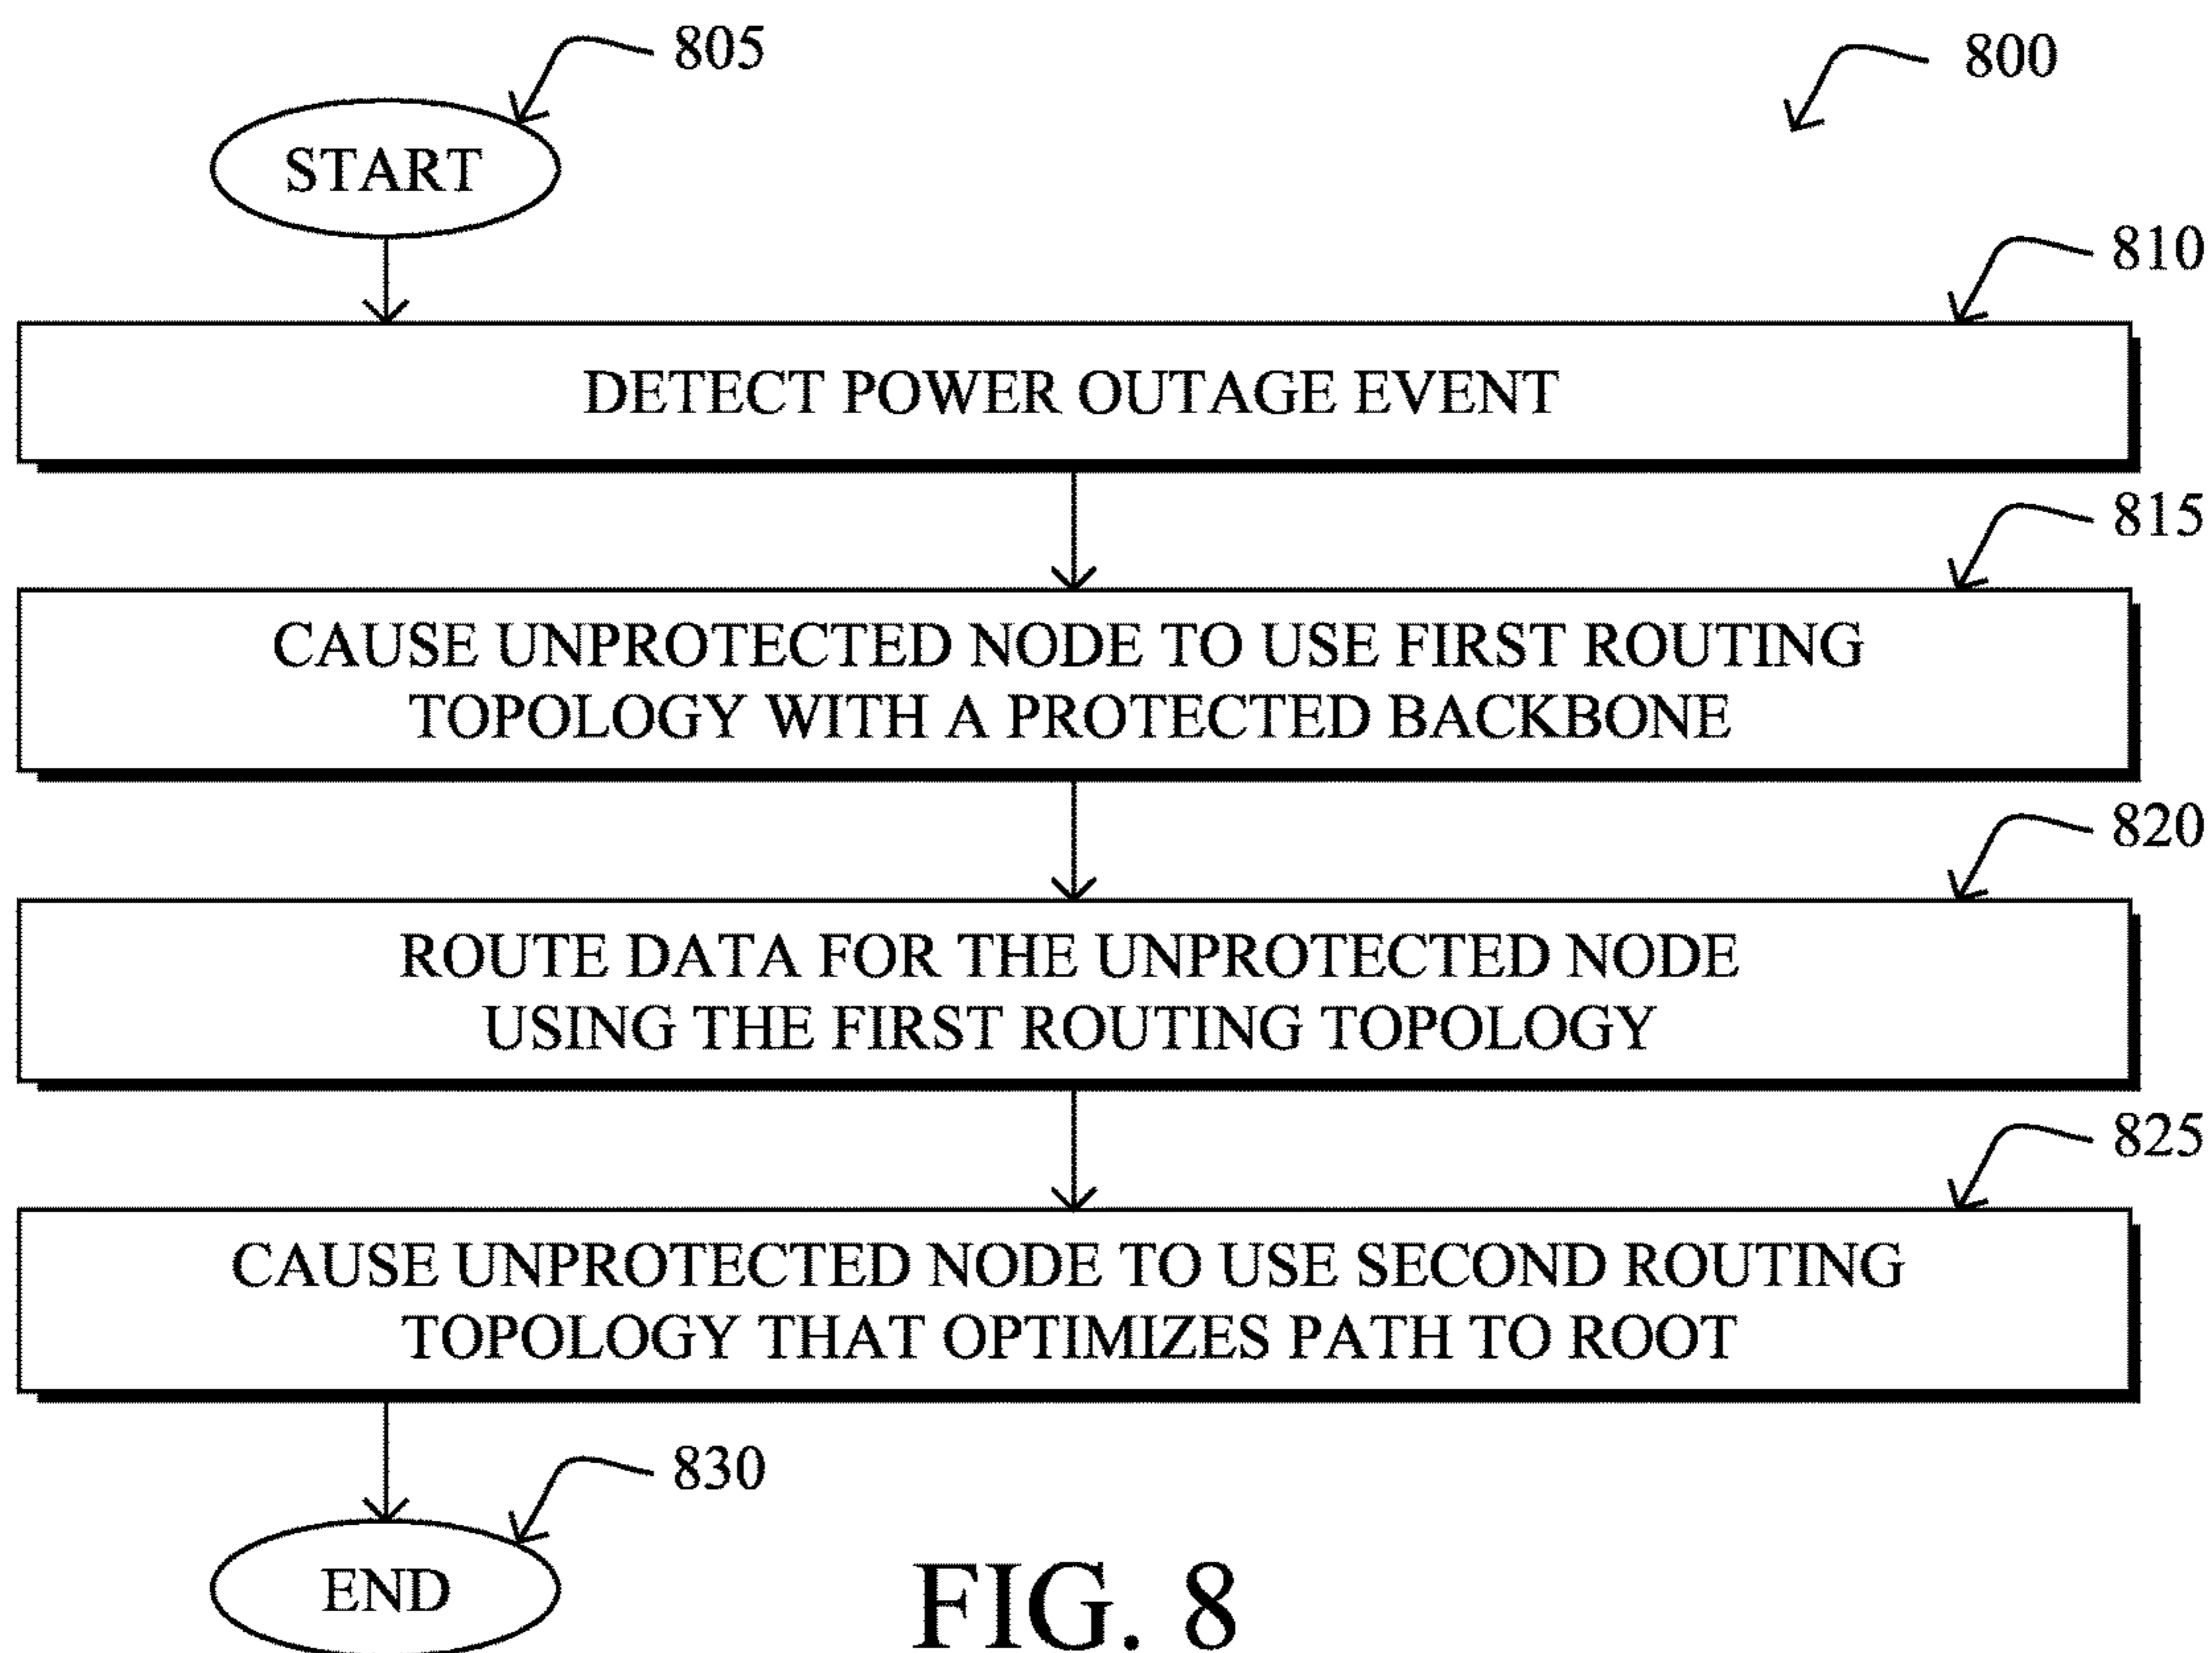 805
800
START
810
DETECT POWER OUTAGE EVENT
815
CAUSE UNPROTECTED NODE TO USE FIRST ROUTING
TOPOLOGY WITH A PROTECTED BACKBONE
820
ROUTE DATA FOR THE UNPROTECTED NODE
USING THE FIRST ROUTING TOPOLOGY
825
CAUSE UNPROTECTED NODE TO USE SECOND ROUTING
TOPOLOGY THAT OPTIMIZES PATH TO ROOT
830
END
FIG. 8